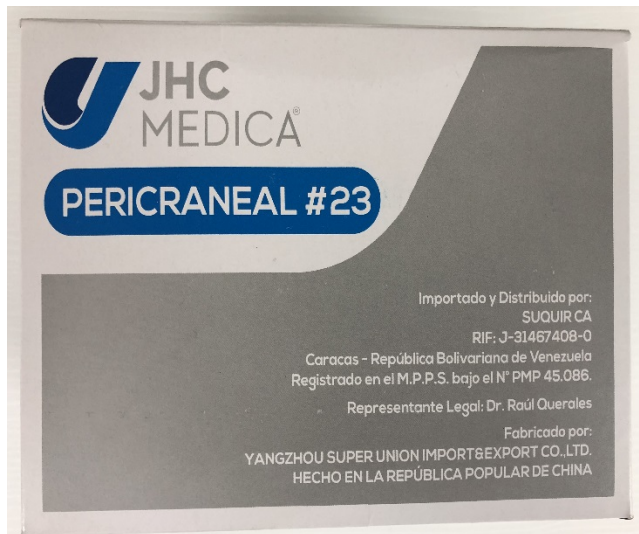 JHC
MEDICA®
PERICRANEAL #23
Importado y Distribuido por:
SUQUIR CA
RIF: J-31467408-0
Caracas - República Bolivariana de Venezuela
Registrado en el M.P.P.S. bajo el N° PMP 45.086.
Representante Legal: Dr. Raúl Querales
Fabricado por:
YANGZHOU SUPER UNION IMPORT&EXPORT CO.,LTD.
HECHO EN LA REPÚBLICA POPULAR DE CHINA